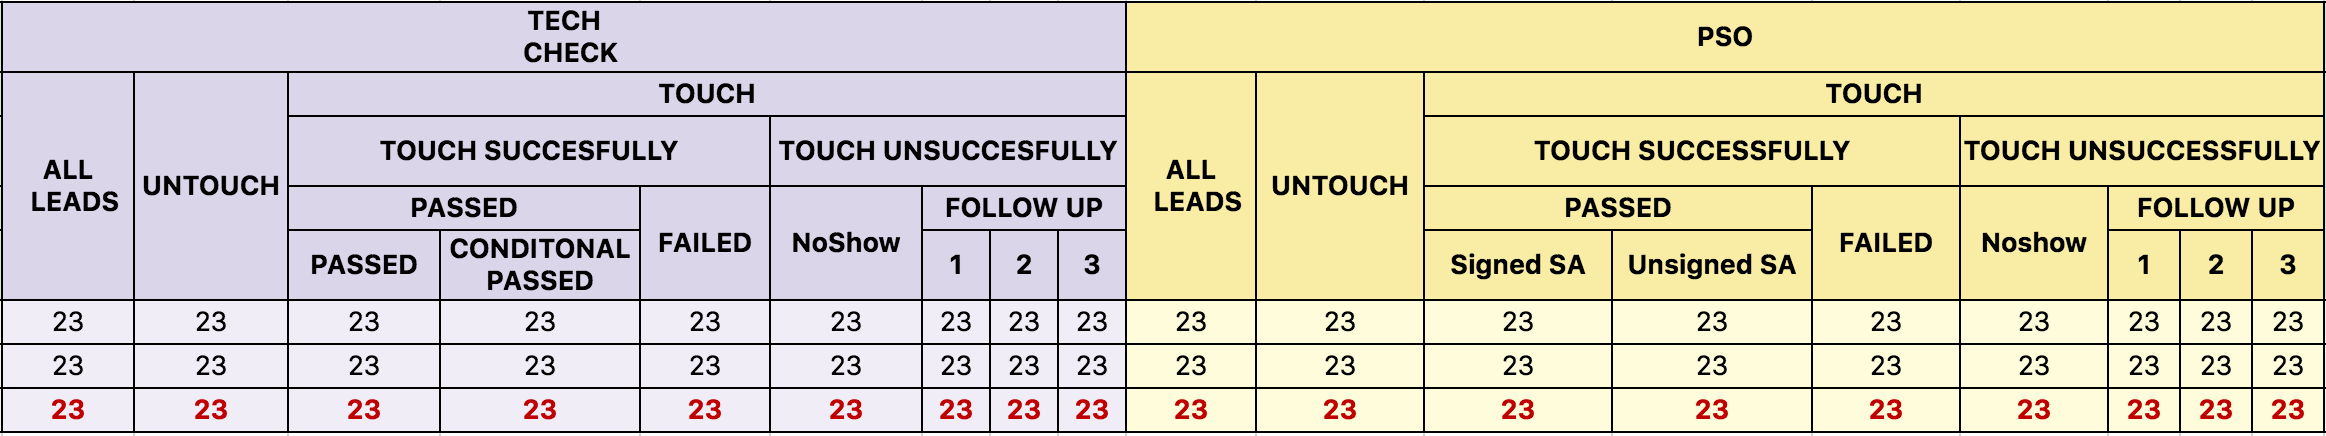 TECH
CHECK
PSO
TOUCH
TOUCH
TOUCH SUCCESFULLY
TOUCH UNSUCCESFULLY
TOUCH SUCCESSFULLY
TOUCH UNSUCCESSFULLY
ALL
LEADS
UNTOUCH
PASSED
FAILED
NoShow
FOLLOW UP
ALL
LEADS
UNTOUCH
PASSED
FAILED
Noshow
FOLLOW UP
PASSED
CONDITONAL
PASSED
1 2 3
Signed SA
Unsigned SA
1 2 3
23 23 23 23 23 23 23 23 23 23 23 23 23 23 23 23 23 23
23 23 23 23 23 23 23 23 23 23 23 23 23 23 23 23 23 23
23 23 23 23 23 23 23 23 23 23 23 23 23 23 23 23 23 23